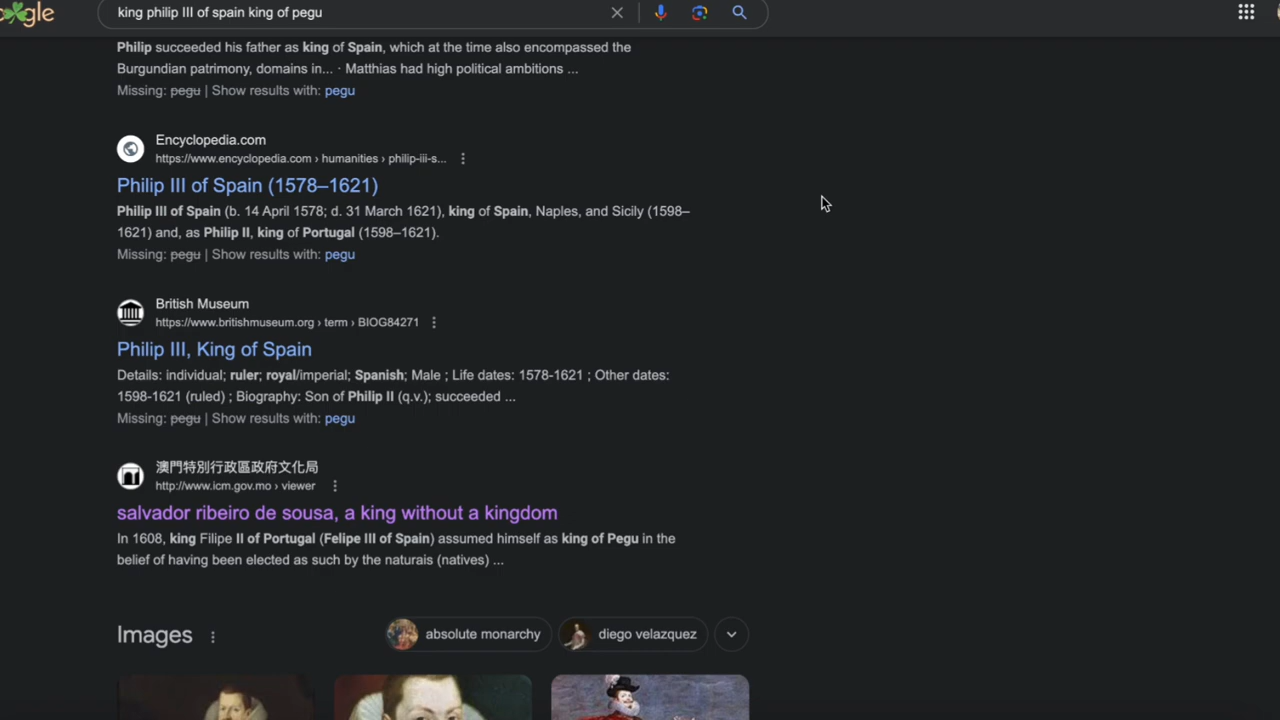 gle
king philip III of spain king of pegu
Philip succeeded his father as king of Spain, which at the time also encompassed the
Burgundian patrimony, domains in... · Matthias had high political ambitions ...
Missing: pegu | Show results with: pegu
Encyclopedia.com
https://www.encyclopedia.com › humanities › philip-iii-s...
Philip III of Spain (1578–1621)
Philip III of Spain (b. 14 April 1578; d. 31 March 1621), king of Spain, Naples, and Sicily (1598–
1621) and, as Philip II, king of Portugal (1598–1621).
Missing: pegu | Show results with: pegu
British Museum
https://www.britishmuseum.org › term › BIOG84271
Philip III, King of Spain
Details: individual; ruler; royal/imperial; Spanish; Male ; Life dates: 1578-1621 ; Other dates:
1598-1621 (ruled) ; Biography: Son of Philip II (q.v.); succeeded ...
Missing: pegu | Show results with: pegu
澳門特別行政區政府文化局
http://www.icm.gov.mo › viewer
salvador ribeiro de sousa, a king without a kingdom
In 1608, king Filipe II of Portugal (Felipe III of Spain) assumed himself as king of Pegu in the
belief of having been elected as such by the naturais (natives) ...
Images
absolute monarchy
diego velazquez